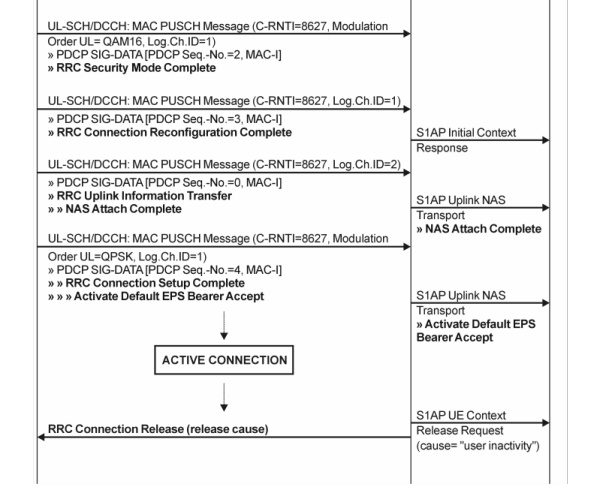 UL-SCH/DCCH: MAC PUSCH Message (C-RNTI=8627, Modulation
Order UL= QAM16, Log.Ch.ID=1)
» PDCP SIG-DATA [PDCP Seq.-No.=2, MAC-I]
» RRC Security Mode Complete
UL-SCH/DCCH: MAC PUSCH Message (C-RNTI=8627, Log.Ch.ID=1)
» PDCP SIG-DATA [PDCP Seq.-No.=3, MAC-I]
» RRC Connection Reconfiguration Complete
S1AP Initial Context
Response
UL-SCH/DCCH: MAC PUSCH Message (C-RNTI=8627, Log.Ch.ID=2)
» PDCP SIG-DATA [PDCP Seq.-No.=0, MAC-I]
» RRC Uplink Information Transfer
» » NAS Attach Complete
S1AP Uplink NAS
Transport
» NAS Attach Complete
UL-SCH/DCCH: MAC PUSCH Message (C-RNTI=8627, Modulation
Order UL=QPSK, Log.Ch.ID=1)
» PDCP SIG-DATA [PDCP Seq.-No.=4, MAC-I]
» » RRC Connection Setup Complete
» » » Activate Default EPS Bearer Accept
S1AP Uplink NAS
Transport
» Activate Default EPS
Bearer Accept
ACTIVE CONNECTION
S1AP UE Context
RRC Connection Release (release cause)
Release Request
(cause= "user inactivity")